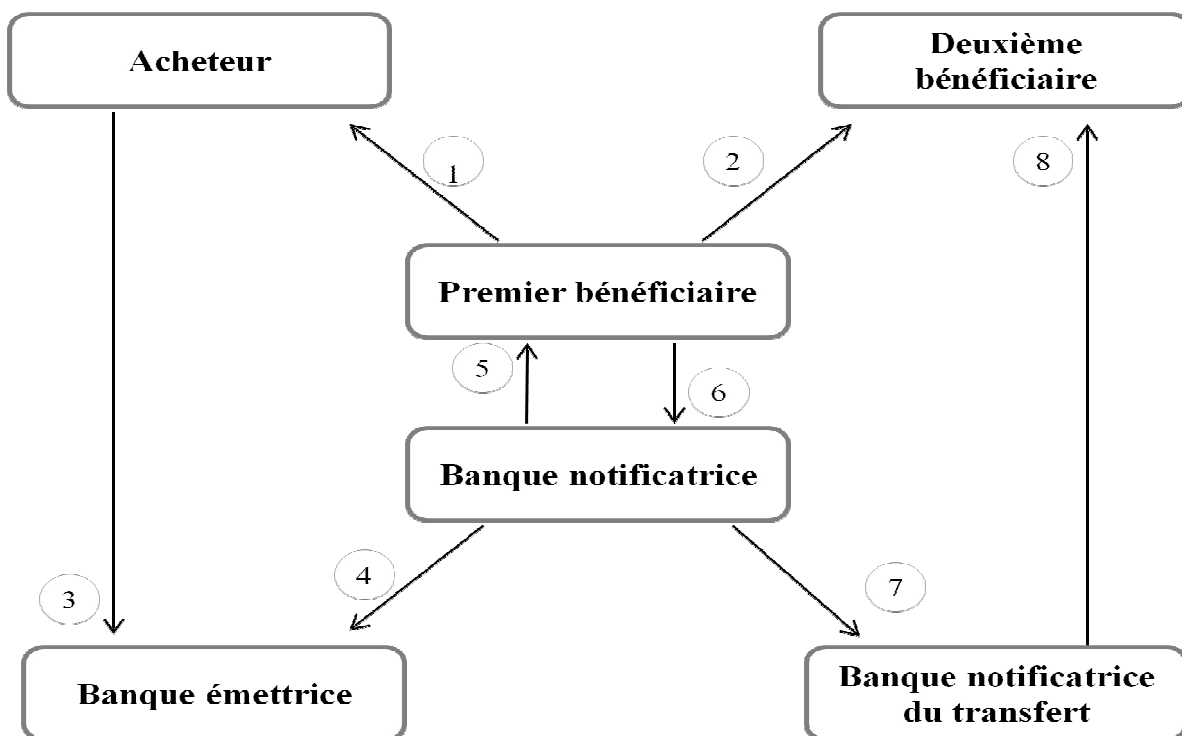 Acheteur
Deuxième
bénéficiaire
1
2
8
Premier bénéficiaire
5
6
Banque notificatrice
4
7
3
Banque émettrice
Banque notificatrice
du transfert